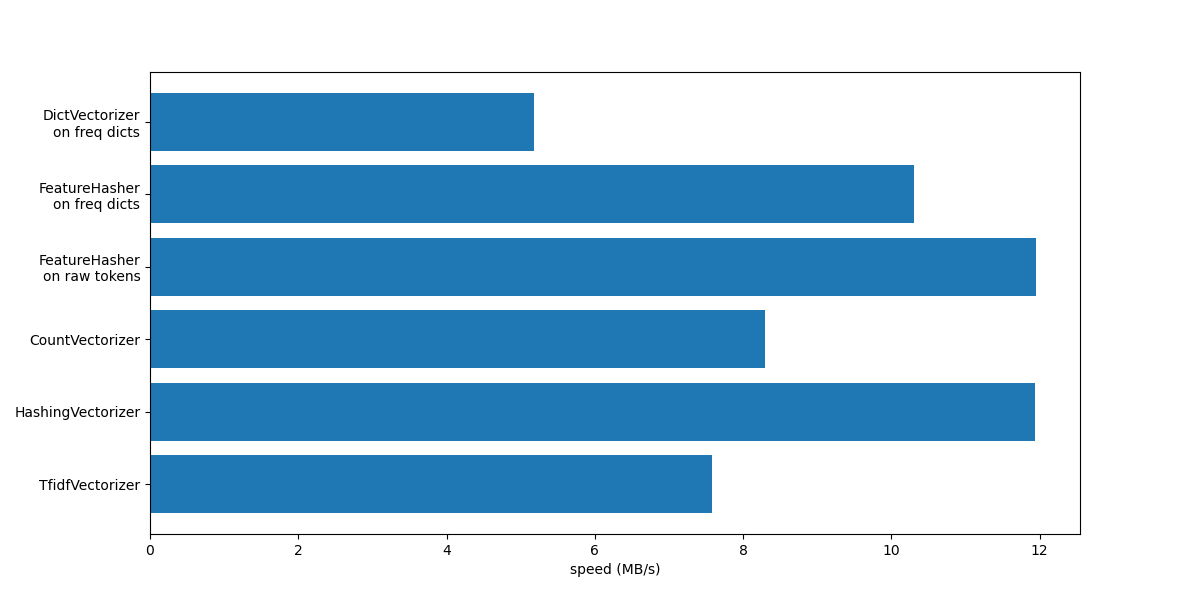 DictVectorizer
on freq dicts
FeatureHasher
on freq dicts
FeatureHasher
on raw tokens
CountVectorizer
HashingVectorizer
TfidfVectorizer
0 2 4 6 8 10 12
speed (MB/s)